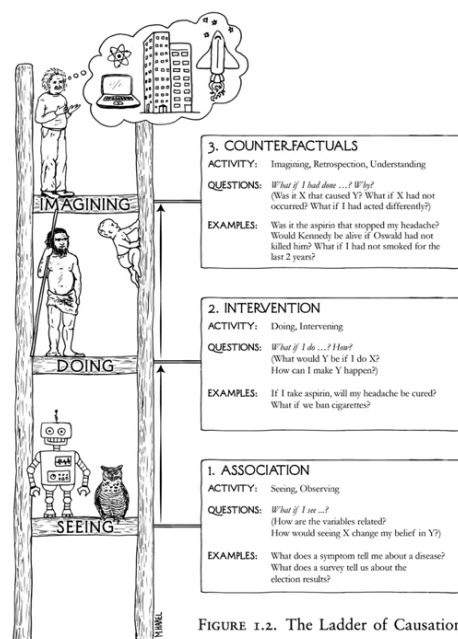 </>
3. COUNTERFACTUALS
ACTIVITY: Imagining, Retrospection, Understanding
QUESTIONS: What if I had done …? Why?
(Was it X that caused Y? What if X had not
occurred? What if I had acted differently?)
EXAMPLES: Was it the aspirin that stopped my headache?
Would Kennedy be alive if Oswald had not
killed him? What if I had not smoked for the
last 2 years?
IMAGINING
2. INTERVENTION
ACTIVITY: Doing, Intervening
QUESTIONS: What if I do …? How?
(What would Y be if I do X?
How can I make Y happen?)
EXAMPLES: If I take aspirin, will my headache be cured?
What if we ban cigarettes?
DOING
1. ASSOCIATION
ACTIVITY: Seeing, Observing
QUESTIONS: What if I see ...?
(How are the variables related?
How would seeing X change my belief in Y?)
EXAMPLES: What does a symptom tell me about a disease?
What does a survey tell us about the
election results?
SEEING
M.HAREL
FIGURE 1.2. The Ladder of Causation